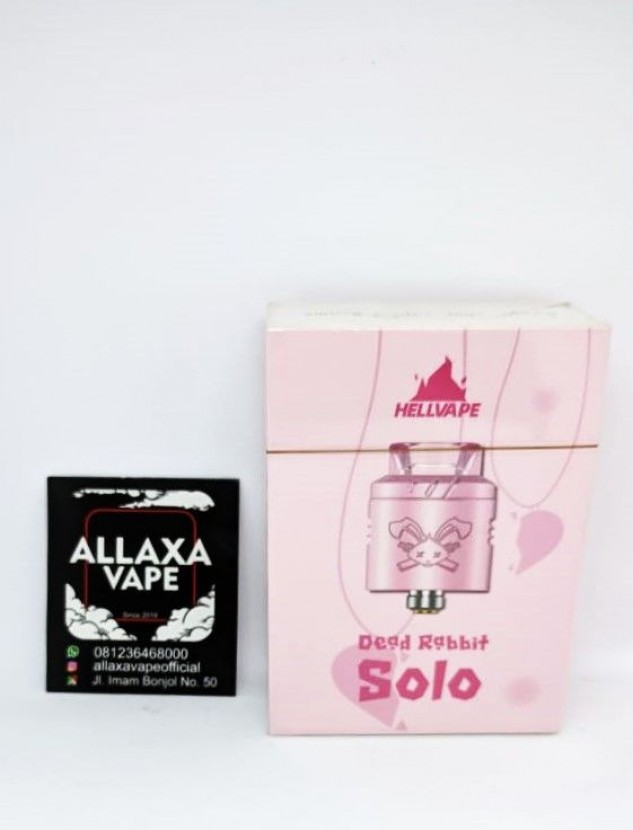 HELLVAPE
Dead Rabbit
Solo
ALLAXA
VAPE
Since 2019
081236468000
allaxavapeofficial
Jl. Imam Bonjol No. 50